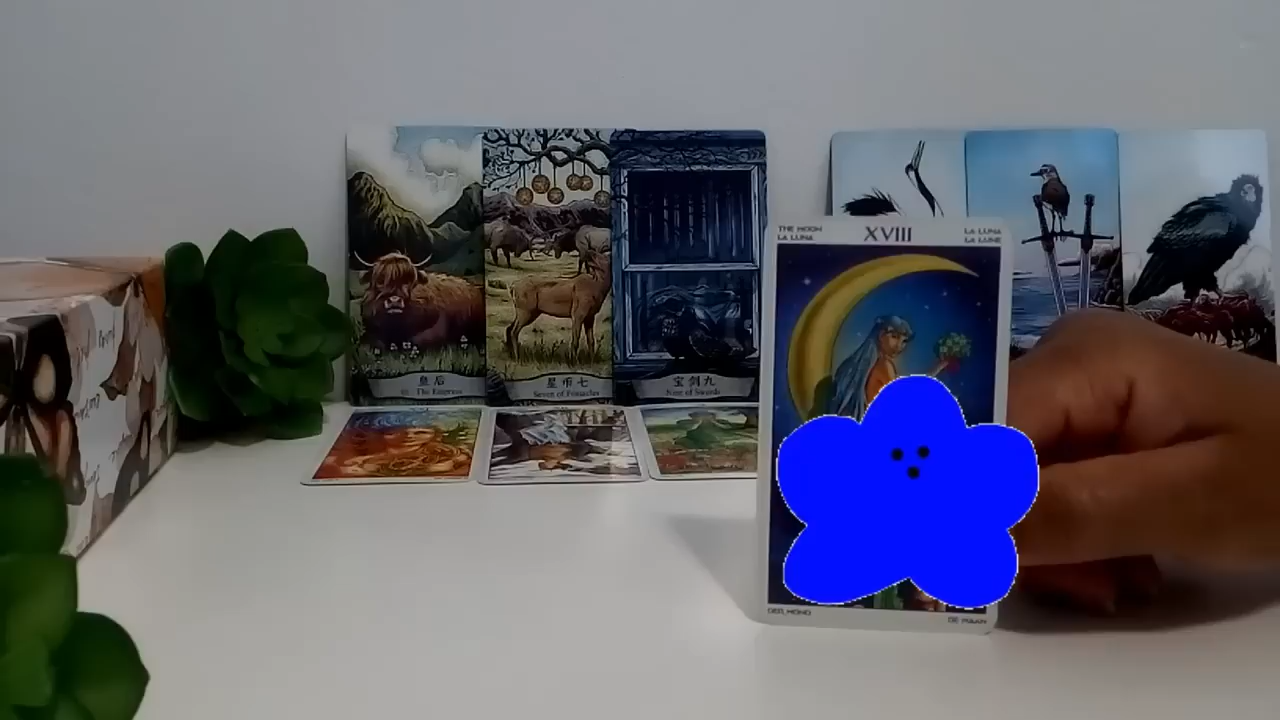 皇后
III. The Empress
星币七
Seven of Pentacles
宝剑九
Nine of Swords
THE MOON
LA LUNA
XVIII
LA LUNA
LA LUNE
DER MOND
DE MAAN